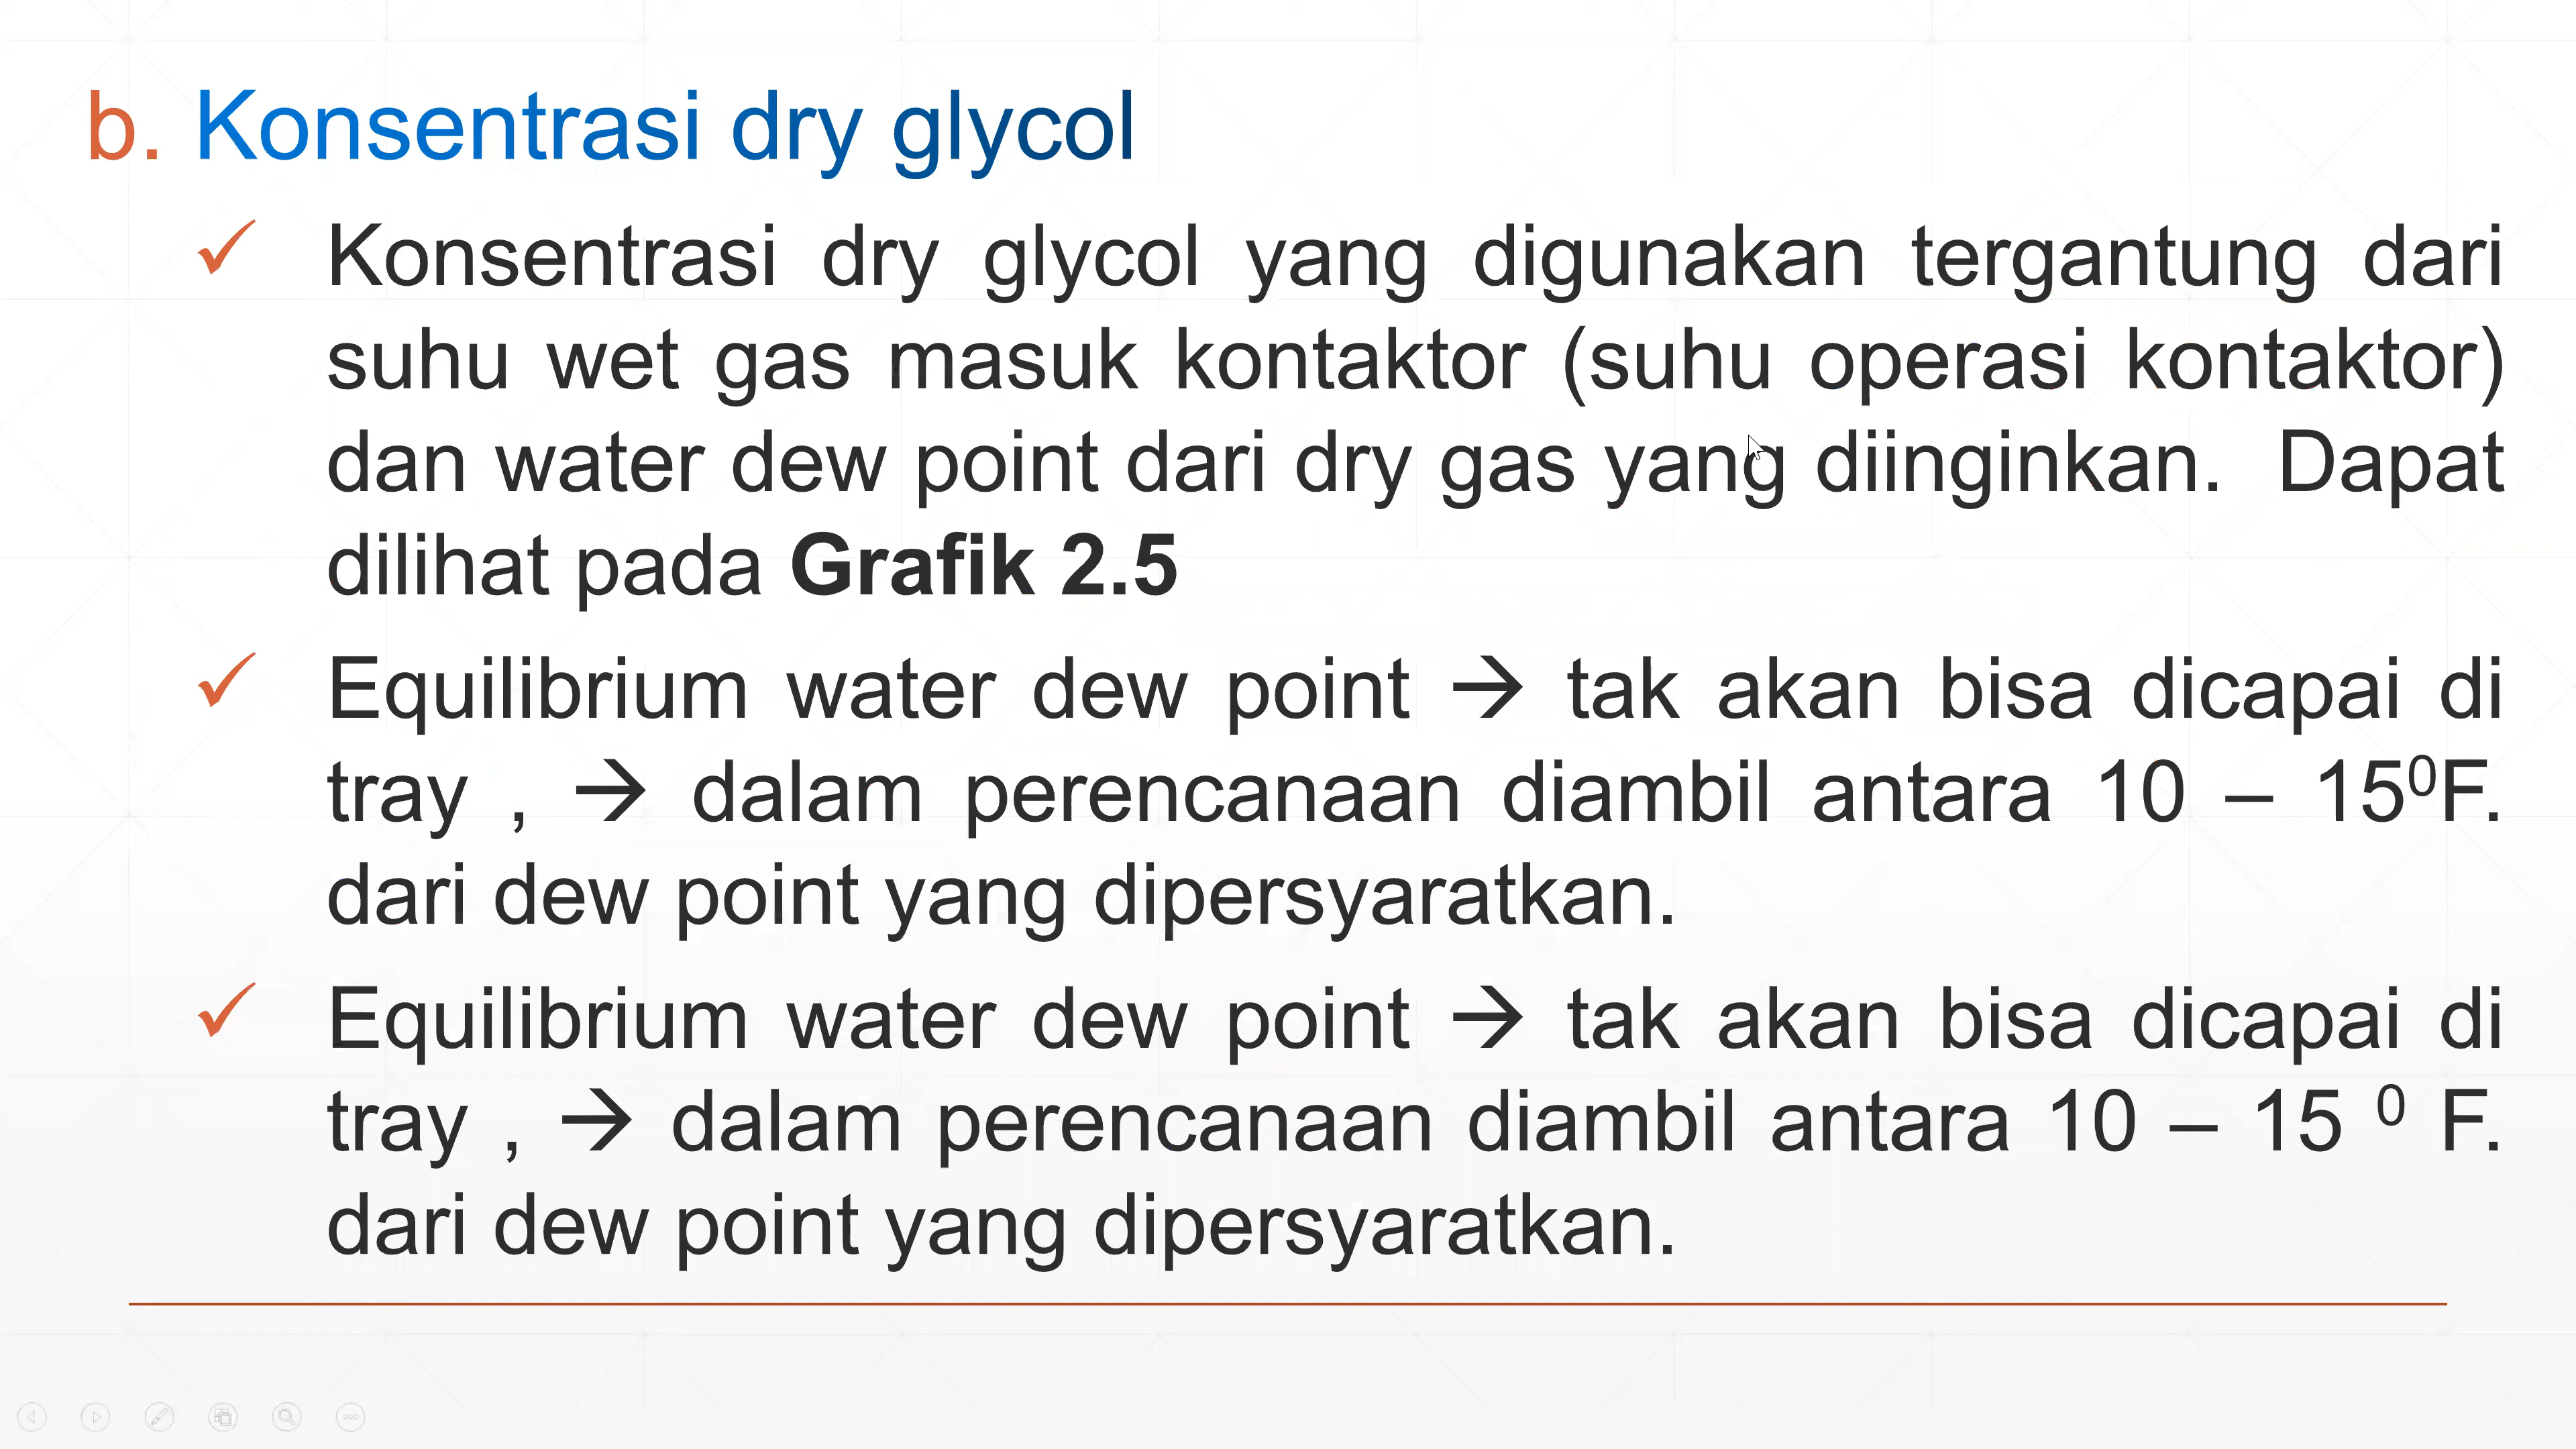 b. Konsentrasi dry glycol
✓ Konsentrasi dry glycol yang digunakan tergantung dari
suhu wet gas masuk kontaktor (suhu operasi kontaktor)
dan water dew point dari dry gas yang diinginkan. Dapat
dilihat pada Grafik 2.5
✓ Equilibrium water dew point → tak akan bisa dicapai di
tray , → dalam perencanaan diambil antara 10 – 15⁰F.
dari dew point yang dipersyaratkan.
✓ Equilibrium water dew point → tak akan bisa dicapai di
tray , → dalam perencanaan diambil antara 10 – 15 ⁰ F.
dari dew point yang dipersyaratkan.